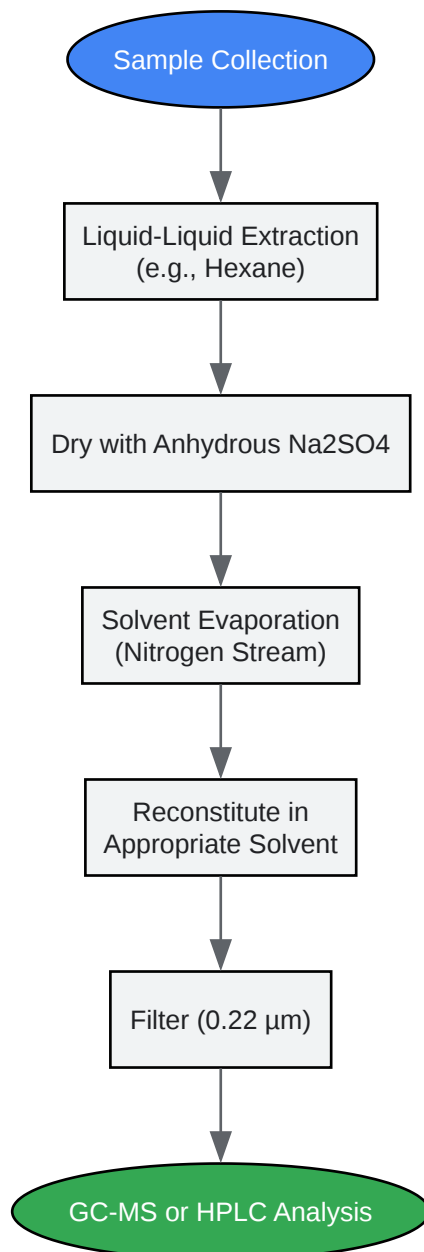 Sample Collection
Liquid-Liquid Extraction
(e.g., Hexane)
Dry with Anhydrous Na2SO4
Solvent Evaporation
(Nitrogen Stream)
Reconstitute in
Appropriate Solvent
Filter (0.22 µm)
GC-MS or HPLC Analysis